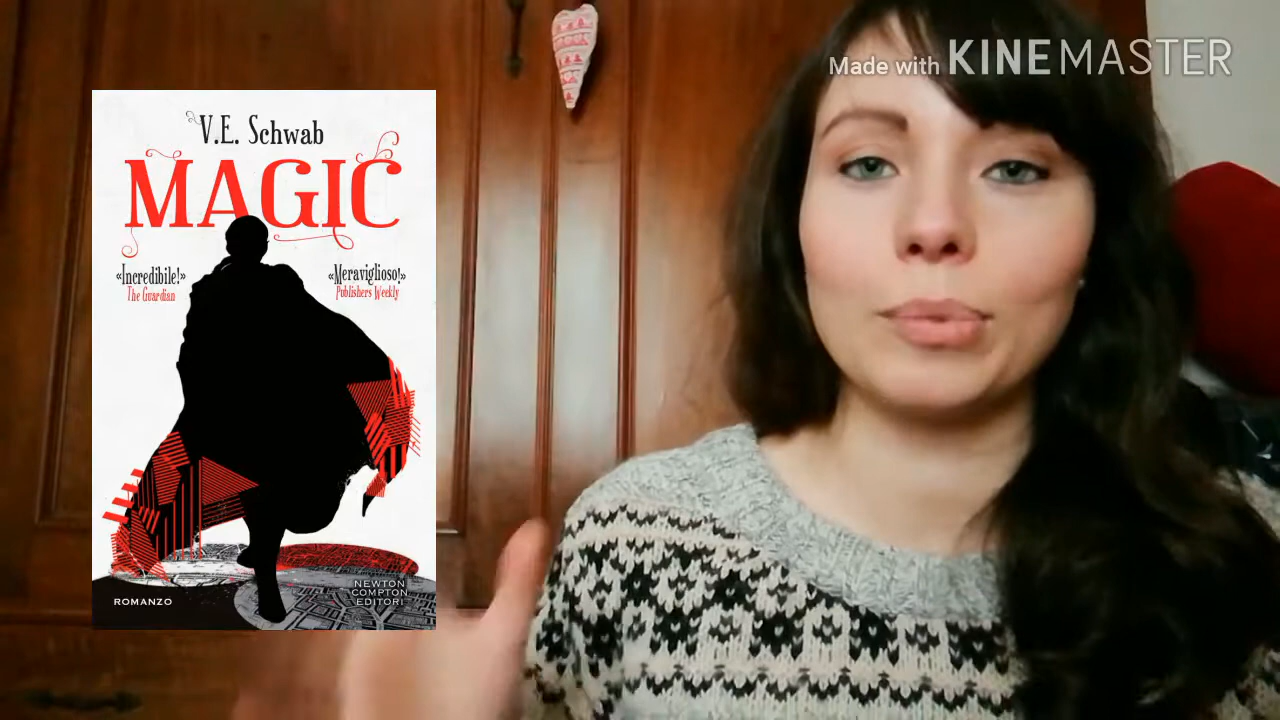 Made with KINEMASTER
V.E. Schwab
MAGIC
«Incredibile!»
The Guardian
«Meraviglioso!»
Publishers Weekly
ROMANZO
NEWTON
COMPTON
EDITORI